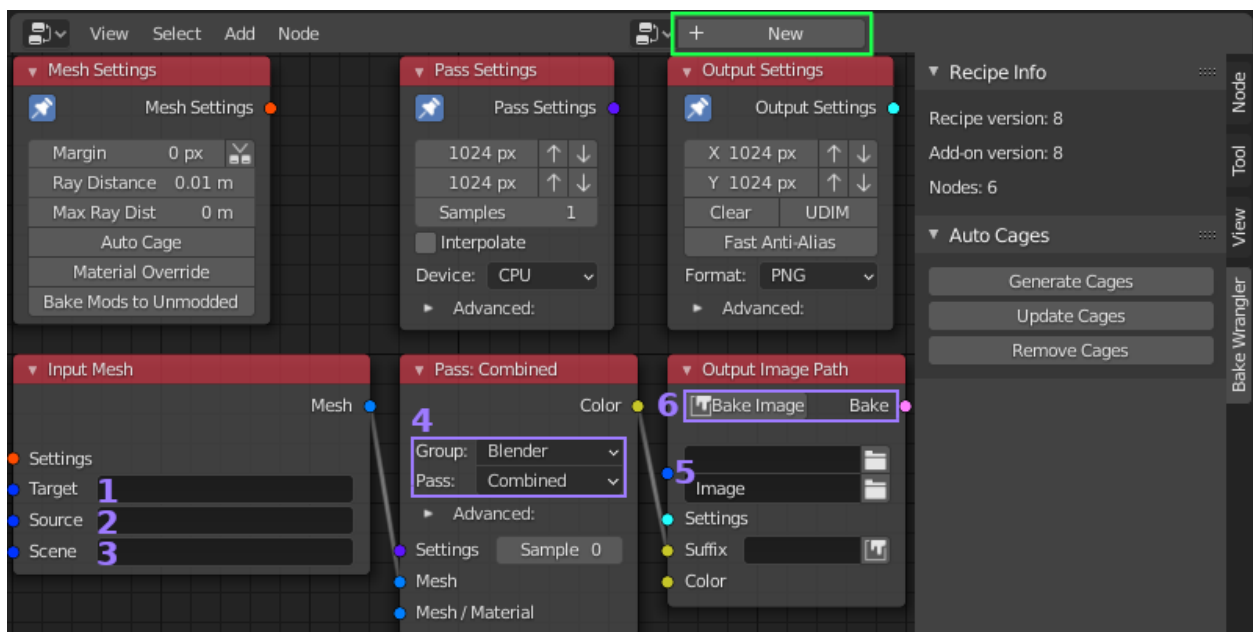 View Select Add Node
+ New
Mesh Settings
Mesh Settings
Margin 0 px
Ray Distance 0.01 m
Max Ray Dist 0 m
Auto Cage
Material Override
Bake Mods to Unmodded
Pass Settings
Pass Settings
1024 px ↑ ↓
1024 px ↑ ↓
Samples 1
Interpolate
Device: CPU
Advanced:
Output Settings
Output Settings
X 1024 px ↑ ↓
Y 1024 px ↑ ↓
Clear UDIM
Fast Anti-Alias
Format: PNG
Advanced:
Input Mesh
Mesh
Settings
Target 1
Source 2
Scene 3
Pass: Combined
Color
4
Group: Blender
Pass: Combined
Advanced:
Settings Sample 0
Mesh
Mesh / Material
Output Image Path
6 Bake Image Bake
5
Image
Settings
Suffix
Color
Recipe Info
Recipe version: 8
Add-on version: 8
Nodes: 6
Auto Cages
Generate Cages
Update Cages
Remove Cages
Node
Tool
View
Bake Wrangler